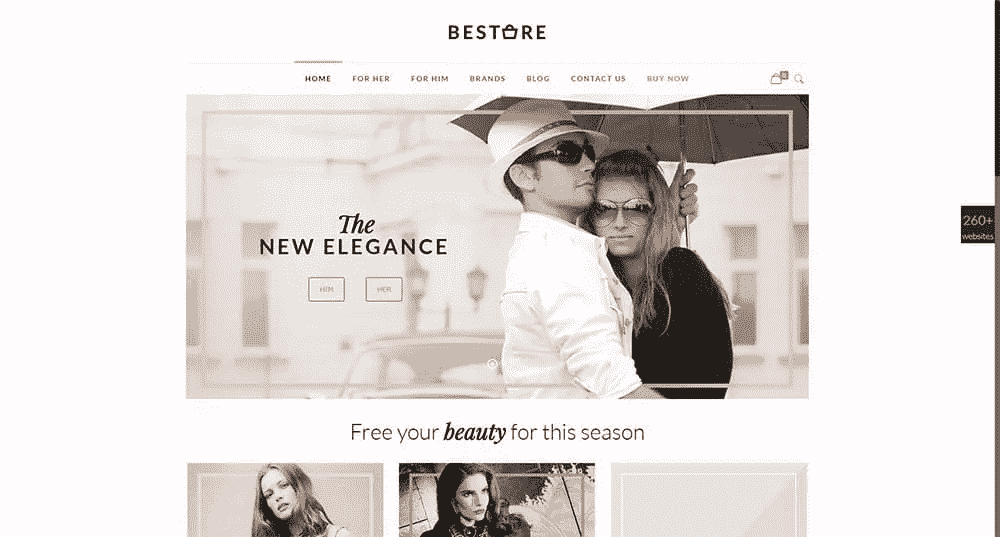 BESTORE
HOME FOR HER FOR HIM BRANDS BLOG CONTACT US BUY NOW
260+
websites
The
NEW ELEGANCE
HIM HER
Free your beauty for this season